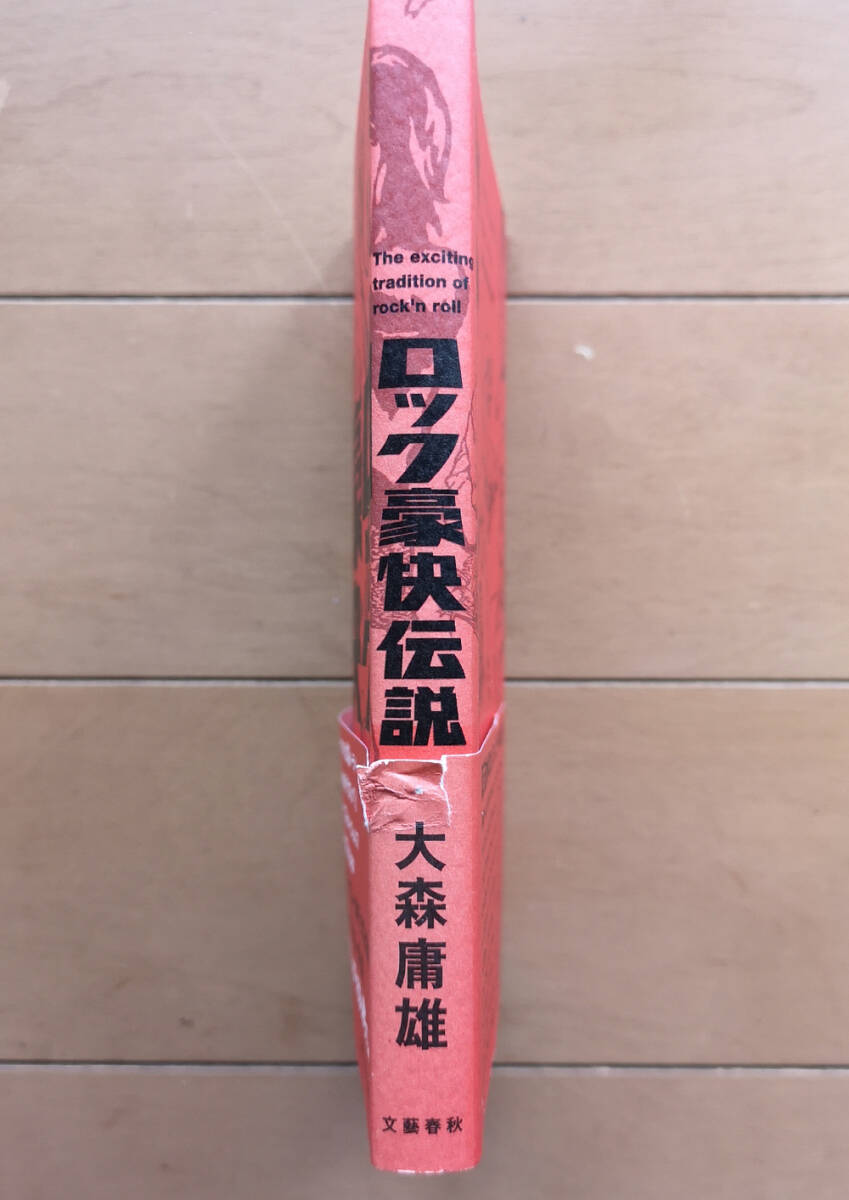 The exciting
tradition of
rock'n roll
ロック豪快伝説
大森庸雄
文藝春秋